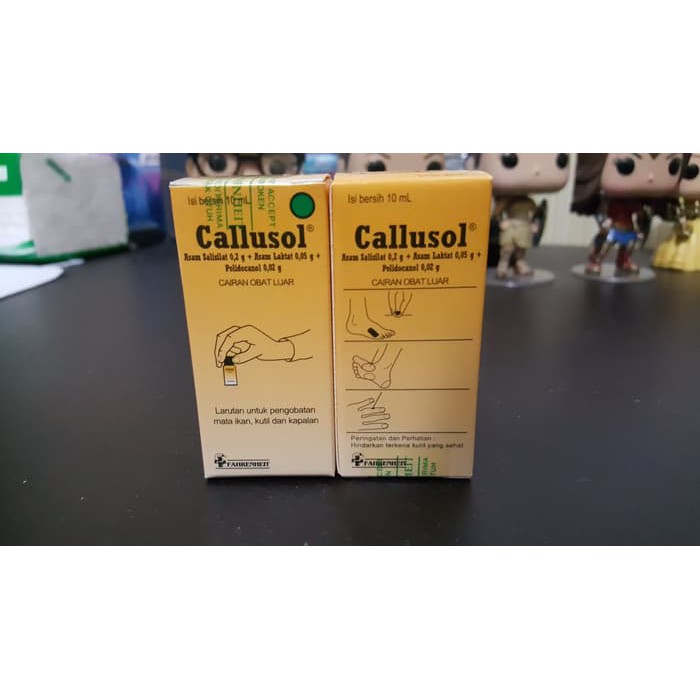 Isi bersih 10 mL
Callusol®
Asam Salisilat 0,2 g + Asam Laktat 0,05 g +
Polidocanol 0,02 g
CAIRAN OBAT LUAR
Larutan untuk pengobatan
mata ikan, kutil dan kapalan
FAHRENHEIT
Isi bersih 10 mL
Callusol®
Asam Salisilat 0,2 g + Asam Laktat 0,05 g +
Polidocanol 0,02 g
CAIRAN OBAT LUAR
Peringatan dan Perhatian :
Hindarkan terkena kulit yang sehat
FAHRENHEIT